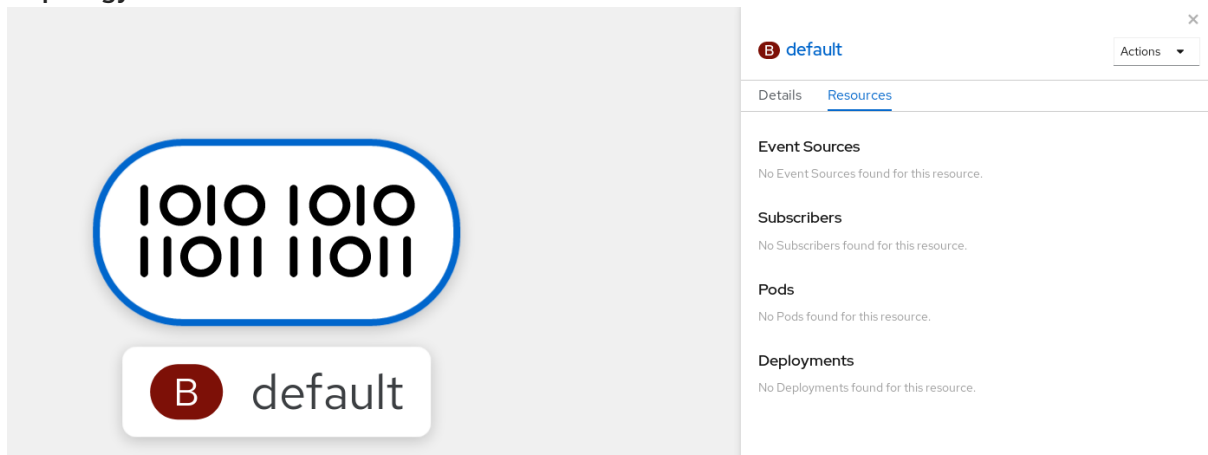 ×
B default
Actions
Details Resources
Event Sources
No Event Sources found for this resource.
Subscribers
No Subscribers found for this resource.
Pods
No Pods found for this resource.
Deployments
No Deployments found for this resource.
1010 1010
11011 11011
B default